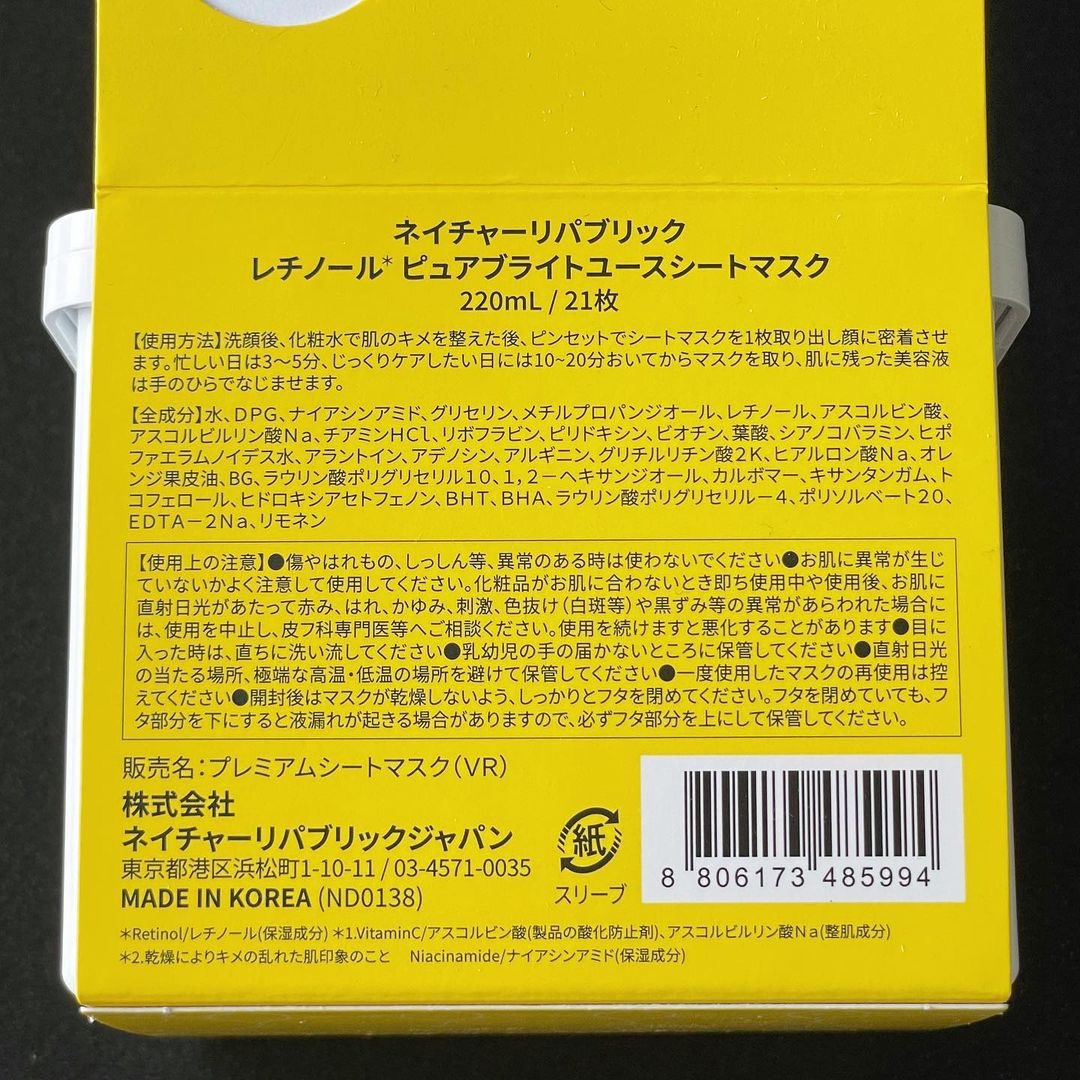 ネイチャーリパブリック
レチノール* ピュアブライトユースシートマスク
220mL / 21枚
【使用方法】洗顔後、化粧水で肌のキメを整えた後、ピンセットでシートマスクを1枚取り出し顔に密着させ
ます。忙しい日は3〜5分、じっくりケアしたい日には10~20分おいてからマスクを取り、肌に残った美容液
は手のひらでなじませます。
【全成分】水、DPG、ナイアシンアミド、グリセリン、メチルプロパンジオール、レチノール、アスコルビン酸、
アスコルビルリン酸Na、チアミンHCl、リボフラビン、ピリドキシン、ビオチン、葉酸、シアノコバラミン、ヒポ
ファエラムノイデス水、アラントイン、アデノシン、アルギニン、グリチルリチン酸2K、ヒアルロン酸Na、オレ
ンジ果皮油、BG、ラウリン酸ポリグリセリル10、1,2−ヘキサンジオール、カルボマー、キサンタンガム、ト
コフェロール、ヒドロキシアセトフェノン、BHT、BHA、ラウリン酸ポリグリセリル−4、ポリソルベート20、
EDTA−2Na、リモネン
【使用上の注意】●傷やはれもの、しっしん等、異常のある時は使わないでください●お肌に異常が生じ
ていないかよく注意して使用してください。化粧品がお肌に合わないとき即ち使用中や使用後、お肌に
直射日光があたって赤み、はれ、かゆみ、刺激、色抜け(白斑等)や黒ずみ等の異常があらわれた場合に
は、使用を中止し、皮フ科専門医等へご相談ください。使用を続けますと悪化することがあります●目に
入った時は、直ちに洗い流してください●乳幼児の手の届かないところに保管してください●直射日光
の当たる場所、極端な高温・低温の場所を避けて保管してください●一度使用したマスクの再使用は控
えてください●開封後はマスクが乾燥しないよう、しっかりとフタを閉めてください。フタを閉めていても、フ
タ部分を下にすると液漏れが起きる場合がありますので、必ずフタ部分を上にして保管してください。
販売名:プレミアムシートマスク(VR)
株式会社
ネイチャーリパブリックジャパン
東京都港区浜松町1-10-11 / 03-4571-0035
MADE IN KOREA (ND0138)
紙
スリーブ
8 806173 485994
*Retinol/レチノール(保湿成分) *1.VitaminC/アスコルビン酸(製品の酸化防止剤)、アスコルビルリン酸Na(整肌成分)
*2.乾燥によりキメの乱れた肌印象のこと Niacinamide/ナイアシンアミド(保湿成分)